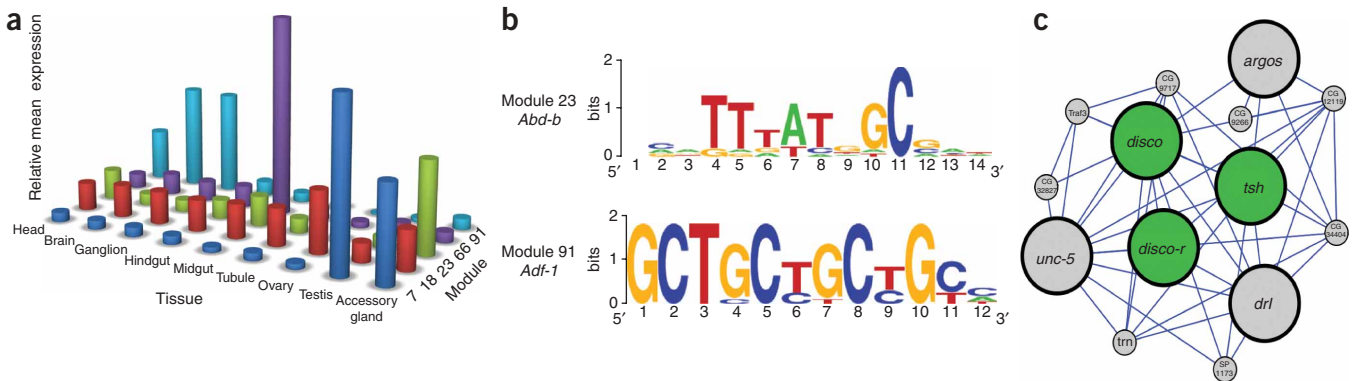 a
Relative mean expression
Head
Brain
Ganglion
Hindgut
Midgut
Tubule
Ovary
Testis
Accessory
gland
Tissue
7 18 23 66 91
Module
b
Module 23
Abd-b
bits
2
1
0
TTTAT GC
5′ 1 2 3 4 5 6 7 8 9 10 11 12 13 14 3′
Module 91
Adf-1
bits
2
1
0
GCTGCTGCTGCC
5′ 1 2 3 4 5 6 7 8 9 10 11 12 3′
c
argos
CG
9717
CG
12119
Traf3
CG
9266
disco
tsh
CG
32827
CG
34404
unc-5
disco-r
drl
trn
SP
1173